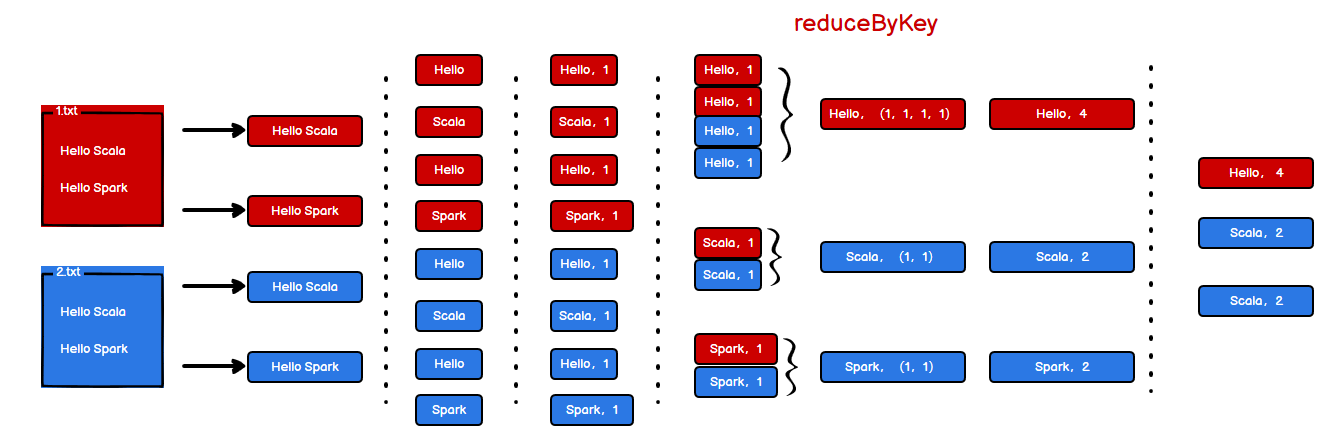 reduceByKey
1.txt
Hello Scala
Hello Spark
2.txt
Hello Scala
Hello Spark
Hello Scala
Hello Spark
Hello Scala
Hello Spark
Hello
Scala
Hello
Spark
Hello
Scala
Hello
Spark
Hello, 1
Scala, 1
Hello, 1
Spark, 1
Hello, 1
Scala, 1
Hello, 1
Spark, 1
Hello, 1
Hello, 1
Hello, 1
Hello, 1
Scala, 1
Scala, 1
Spark, 1
Spark, 1
Hello, (1, 1, 1, 1)
Scala, (1, 1)
Spark, (1, 1)
Hello, 4
Scala, 2
Spark, 2
Hello, 4
Scala, 2
Scala, 2